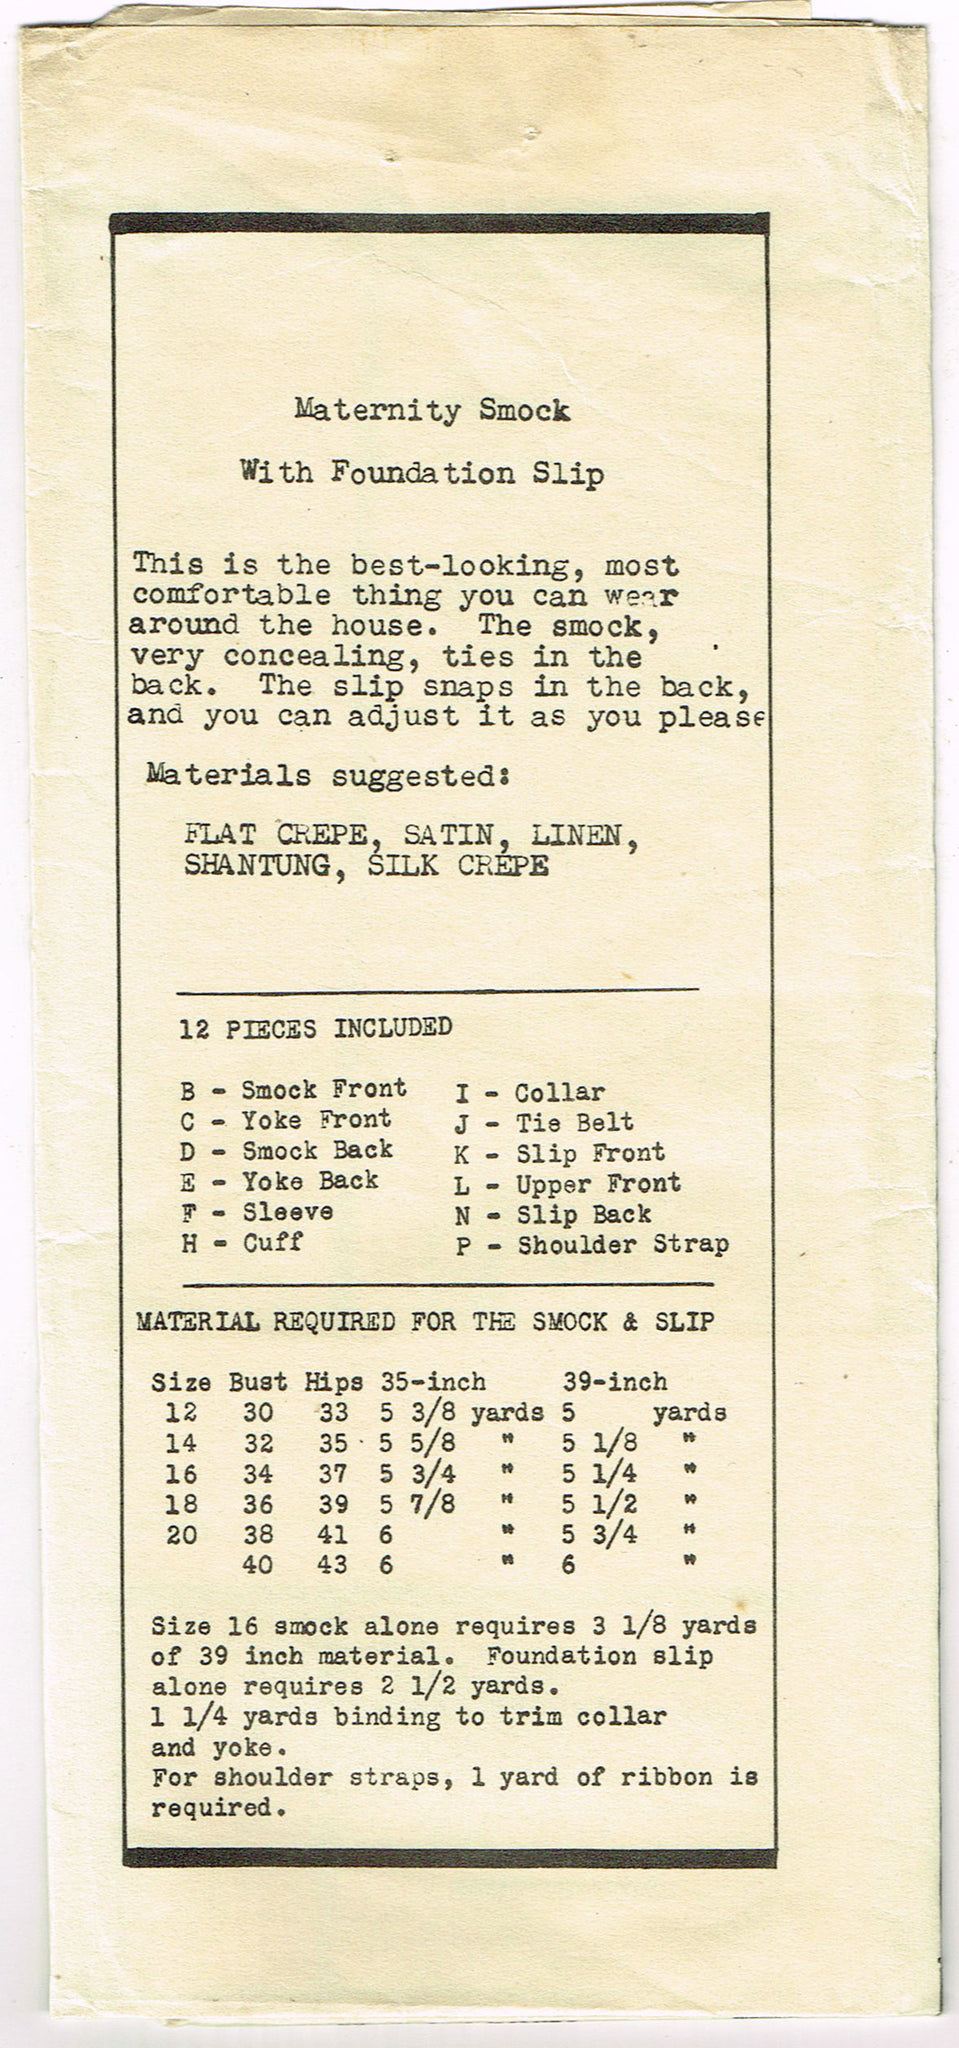 Maternity Smock
With Foundation Slip
This is the best-looking, most
comfortable thing you can wear
around the house. The smock,
very concealing, ties in the
back. The slip snaps in the back,
and you can adjust it as you please
Materials suggested:
FLAT CREPE, SATIN, LINEN,
SHANTUNG, SILK CREPE
12 PIECES INCLUDED
B - Smock Front I - Collar
C - Yoke Front J - Tie Belt
D - Smock Back K - Slip Front
E - Yoke Back L - Upper Front
F - Sleeve N - Slip Back
H - Cuff P - Shoulder Strap
MATERIAL REQUIRED FOR THE SMOCK & SLIP
Size Bust Hips 35-inch 39-inch
12 30 33 5 3/8 yards 5 yards
14 32 35 5 5/8 " 5 1/8 "
16 34 37 5 3/4 " 5 1/4 "
18 36 39 5 7/8 " 5 1/2 "
20 38 41 6 " 5 3/4 "
40 43 6 " 6 "
Size 16 smock alone requires 3 1/8 yards
of 39 inch material. Foundation slip
alone requires 2 1/2 yards.
1 1/4 yards binding to trim collar
and yoke.
For shoulder straps, 1 yard of ribbon is
required.